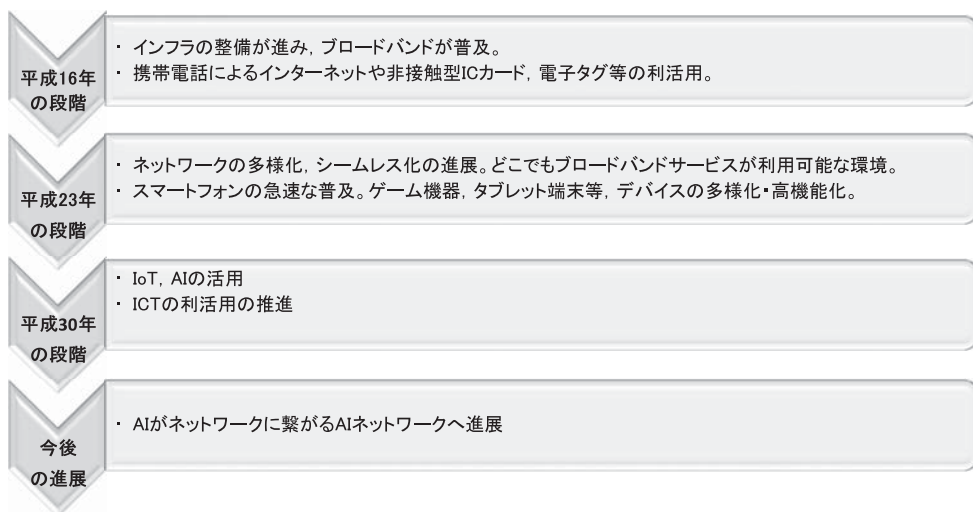 平成16年
の段階
・ インフラの整備が進み，ブロードバンドが普及。
・ 携帯電話によるインターネットや非接触型ICカード，電子タグ等の利活用。
平成23年
の段階
・ ネットワークの多様化，シームレス化の進展。どこでもブロードバンドサービスが利用可能な環境。
・ スマートフォンの急速な普及。ゲーム機器，タブレット端末等，デバイスの多様化・高機能化。
平成30年
の段階
・ IoT，AIの活用
・ ICTの利活用の推進
今後
の進展
・ AIがネットワークに繋がるAIネットワークへ進展